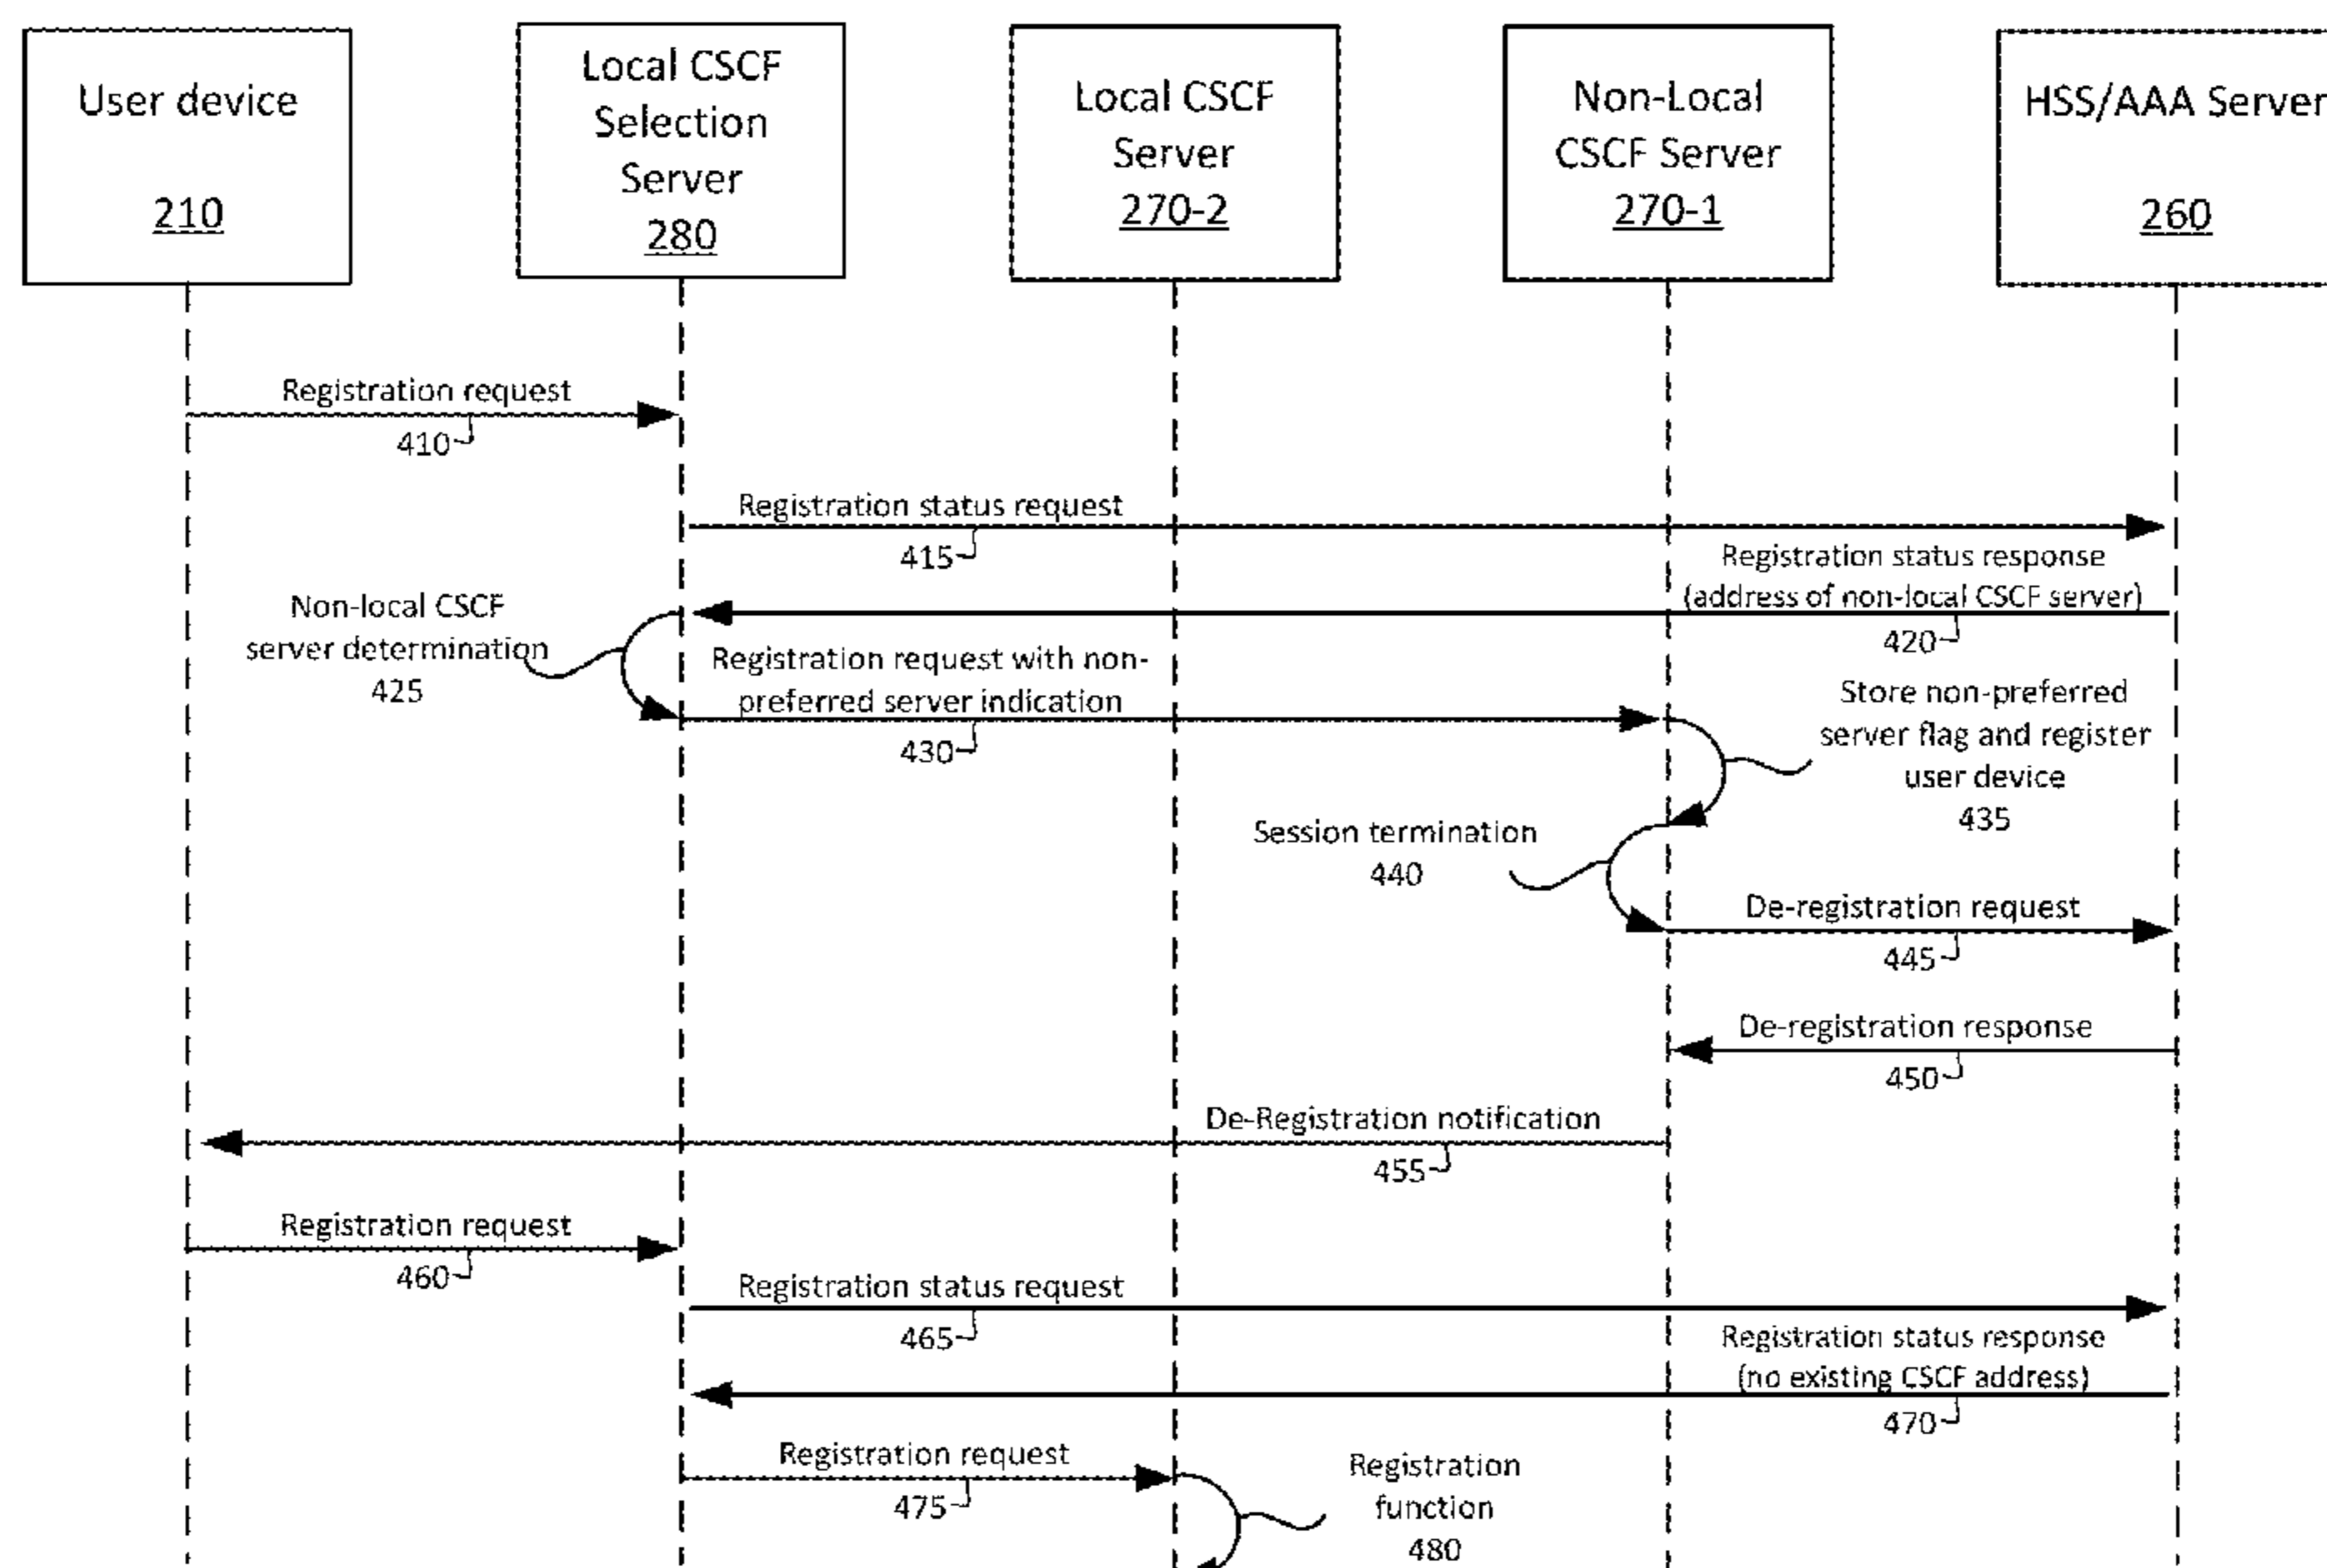 User device
210
Local CSCF
Selection
Server
280
Local CSCF
Server
270-2
Non-Local
CSCF Server
270-1
HSS/AAA Server
260
Registration request
410
Registration status request
415
Registration status response
(address of non-local CSCF server)
420
Non-local CSCF
server determination
425
Registration request with non-
preferred server indication
430
Store non-preferred
server flag and register
user device
435
Session termination
440
De-registration request
445
De-registration response
450
De-Registration notification
455
Registration request
460
Registration status request
465
Registration status response
(no existing CSCF address)
470
Registration request
475
Registration
function
480